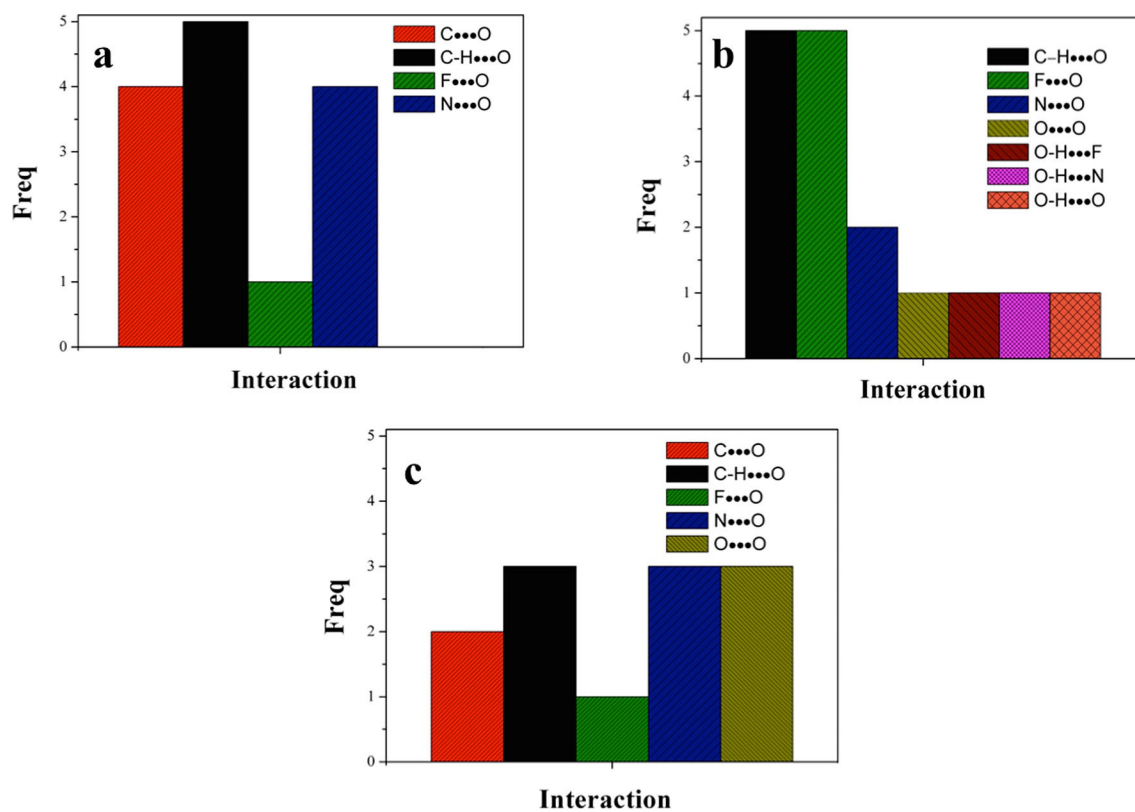 a
C•••O
C-H•••O
F•••O
N•••O
5
4
3
2
1
0
Freq
Interaction
b
C–H•••O
F•••O
N•••O
O•••O
O-H•••F
O-H•••N
O-H•••O
5
4
3
2
1
0
Freq
Interaction
c
C•••O
C-H•••O
F•••O
N•••O
O•••O
5
4
3
2
1
0
Freq
Interaction